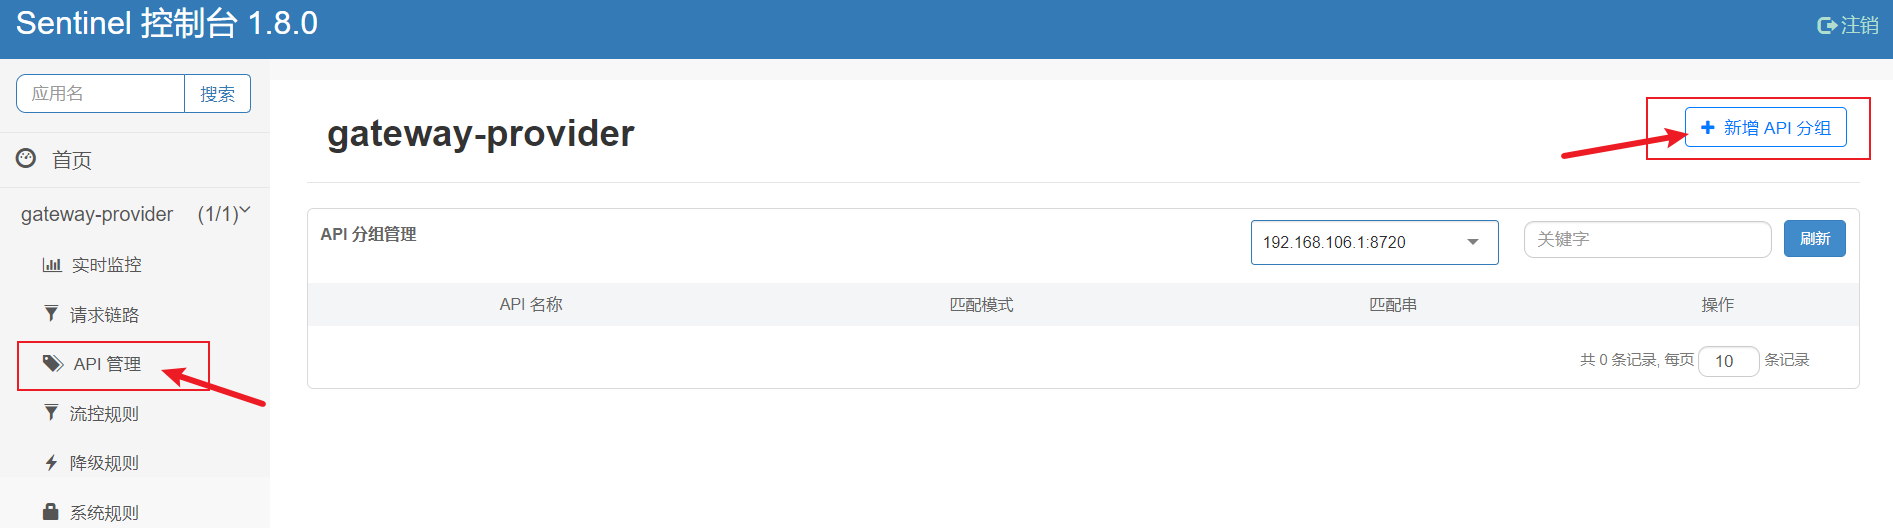 Sentinel 控制台 1.8.0
注销
应用名
搜索
首页
gateway-provider (1/1)
实时监控
请求链路
API 管理
流控规则
降级规则
系统规则
gateway-provider
新增 API 分组
API 分组管理
192.168.106.1:8720
关键字
刷新
API 名称 匹配模式 匹配串 操作
共 0 条记录, 每页 10 条记录